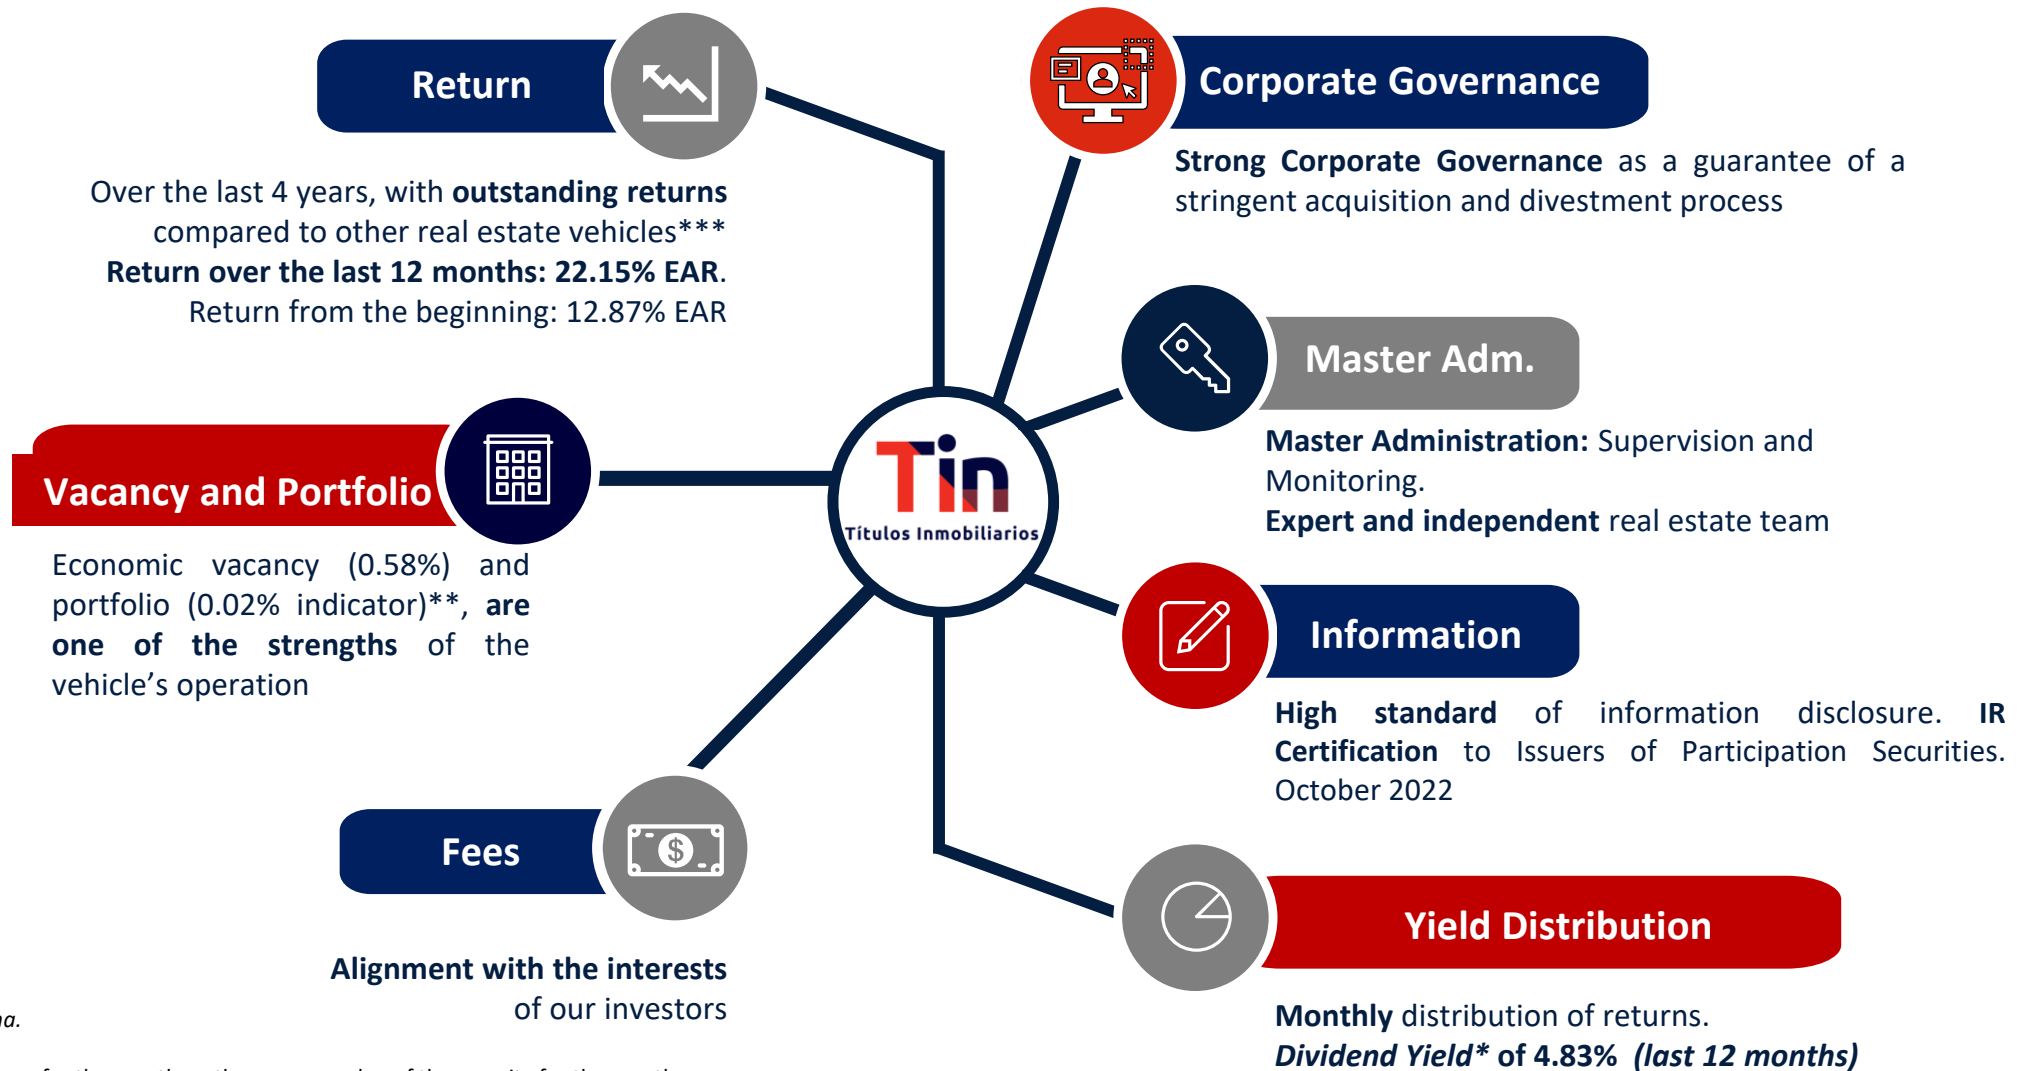 Return
Over the last 4 years, with outstanding returns
compared to other real estate vehicles***
Return over the last 12 months: 22.15% EAR.
Return from the beginning: 12.87% EAR
Vacancy and Portfolio
Economic vacancy (0.58%) and
portfolio (0.02% indicator)**, are
one of the strengths of the
vehicle’s operation
Fees
Alignment with the interests
of our investors
Tin
Títulos Inmobiliarios
Corporate Governance
Strong Corporate Governance as a guarantee of a
stringent acquisition and divestment process
Master Adm.
Master Administration: Supervision and
Monitoring.
Expert and independent real estate team
Information
High standard of information disclosure. IR
Certification to Issuers of Participation Securities.
October 2022
Yield Distribution
Monthly distribution of returns.
Dividend Yield* of 4.83% (last 12 months)